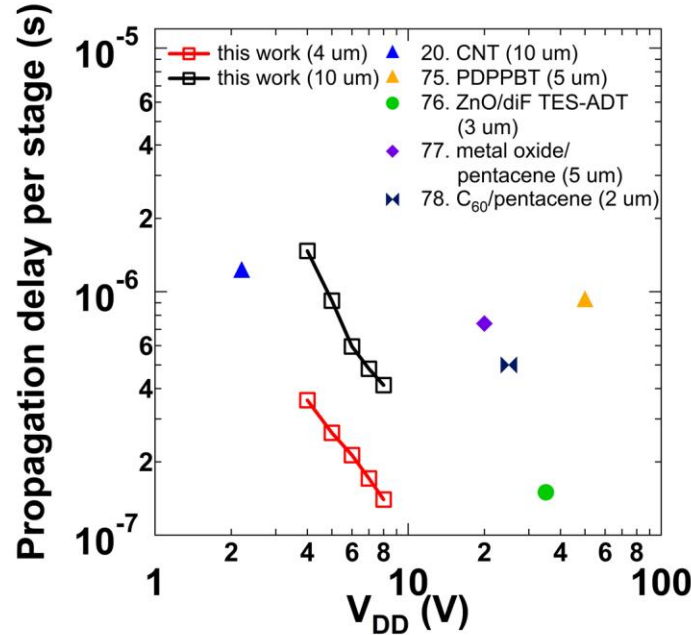 Propagation delay per stage (s)
10-5
8
6
4
2
10-6
8
6
4
2
10-7
this work (4 um)
this work (10 um)
20. CNT (10 um)
75. PDPPBT (5 um)
76. ZnO/diF TES-ADT
(3 um)
77. metal oxide/
pentacene (5 um)
78. C60/pentacene (2 um)
2
4
6
8
2
4
6
8
1
10
100
VDD (V)